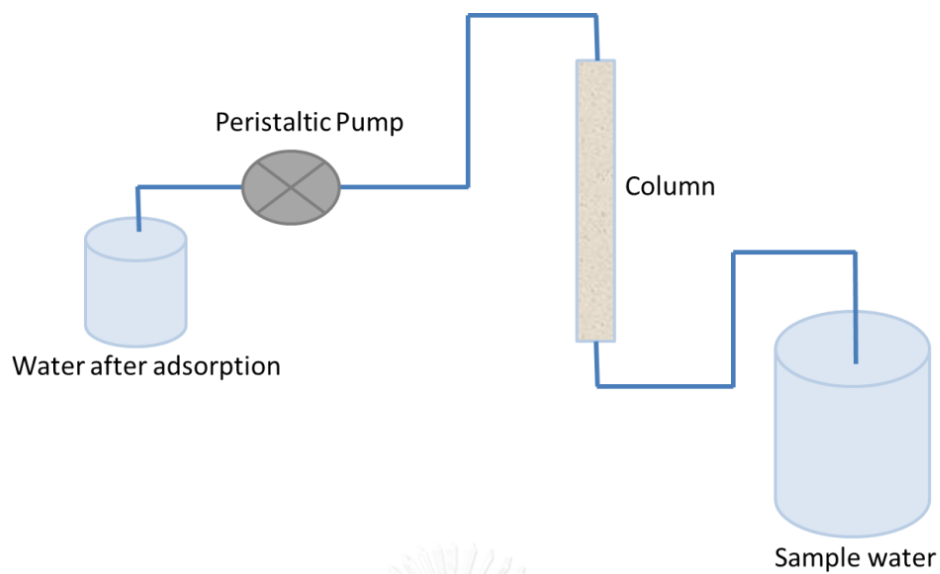 Peristaltic Pump
Column
Water after adsorption
Sample water